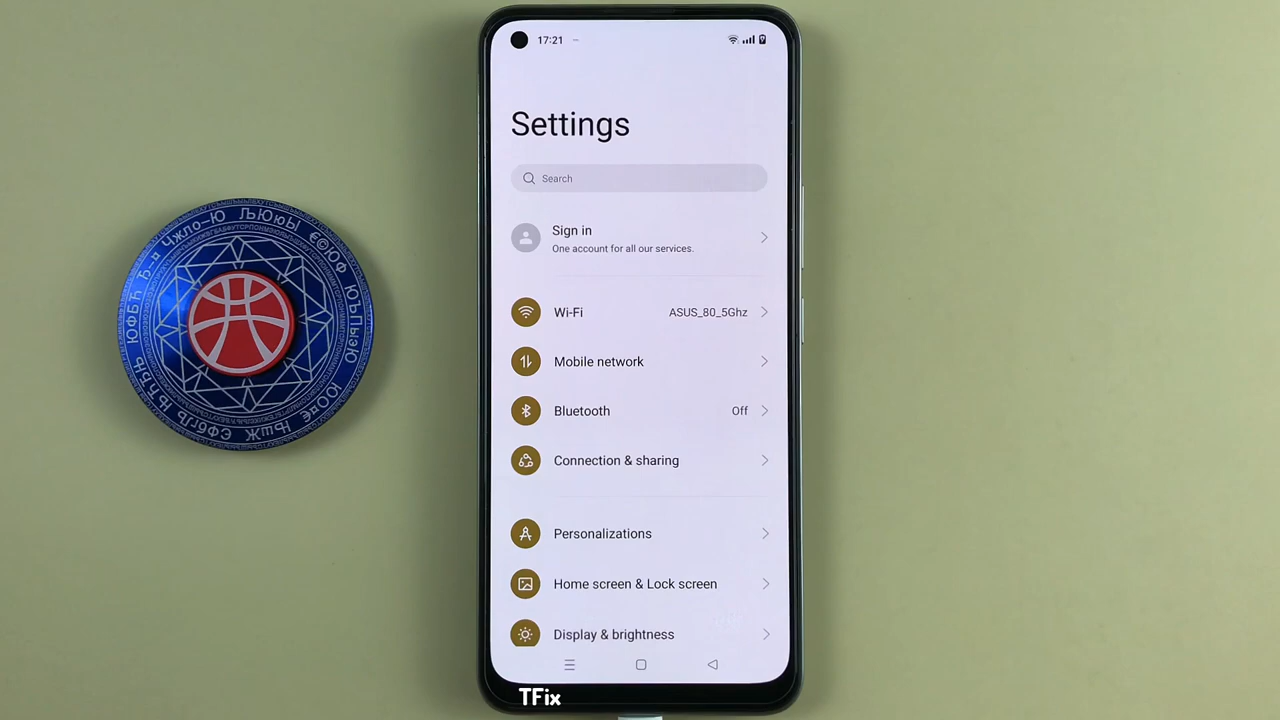 17:21
Settings
Search
Sign in
One account for all our services.
Wi-Fi ASUS_80_5Ghz
Mobile network
Bluetooth Off
Connection & sharing
Personalizations
Home screen & Lock screen
Display & brightness
TFix